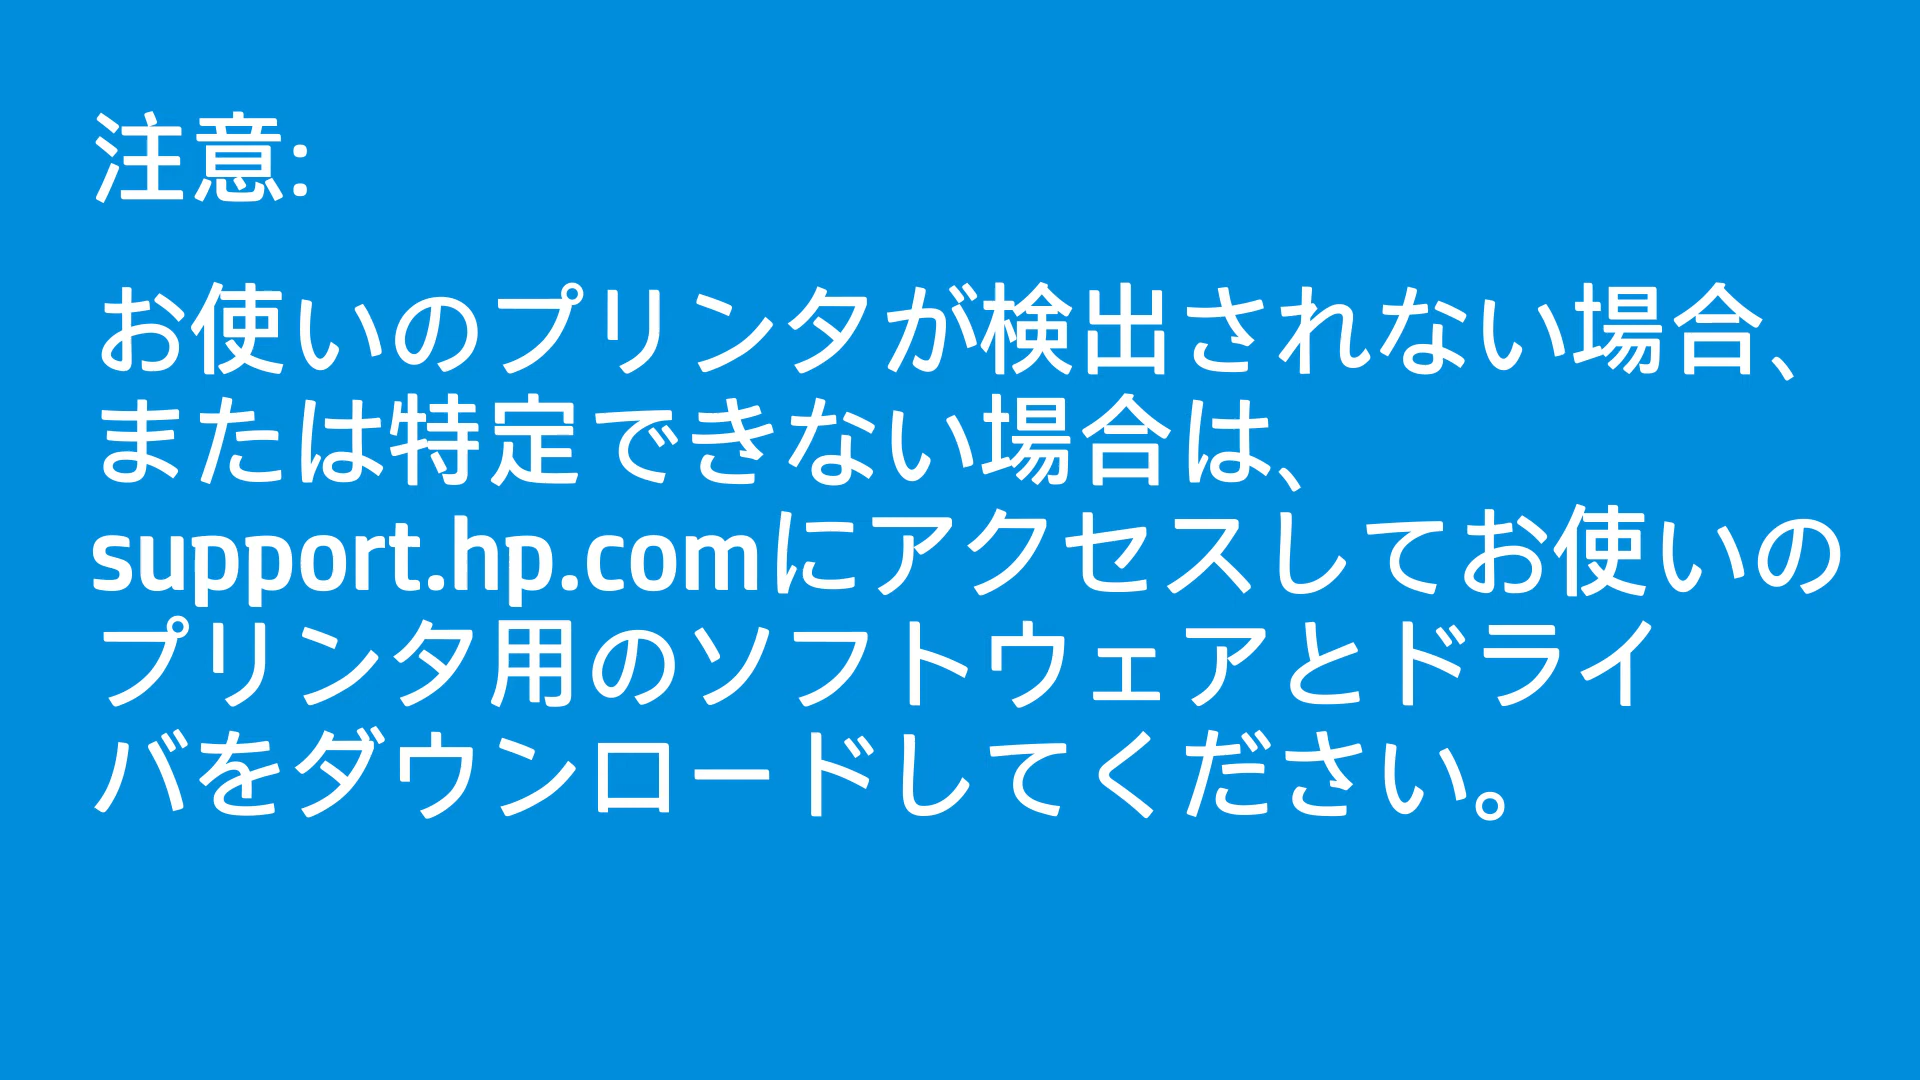 注意:
お使いのプリンタが検出されない場合、
または特定できない場合は、
support.hp.comにアクセスしてお使いの
プリンタ用のソフトウェアとドライ
バをダウンロードしてください。